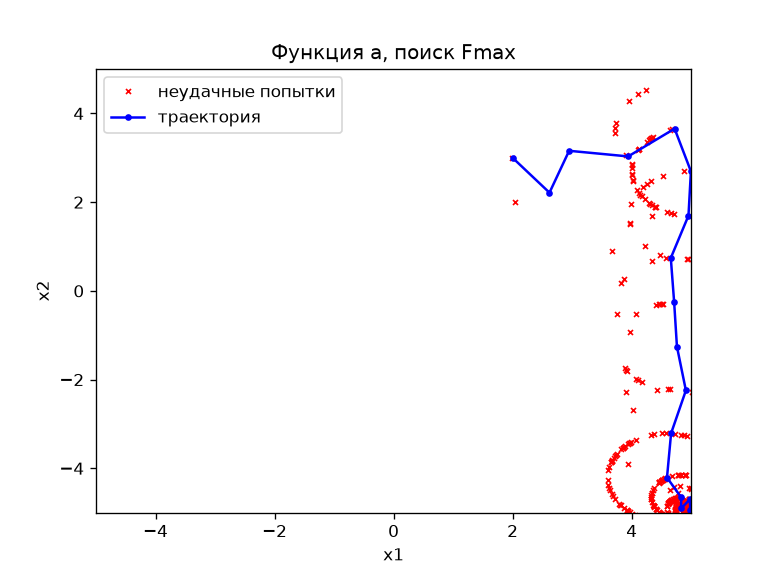 Функция a, поиск Fmax
неудачные попытки
траектория
4
2
0
−2
−4
x2
−4
−2
0
2
4
x1